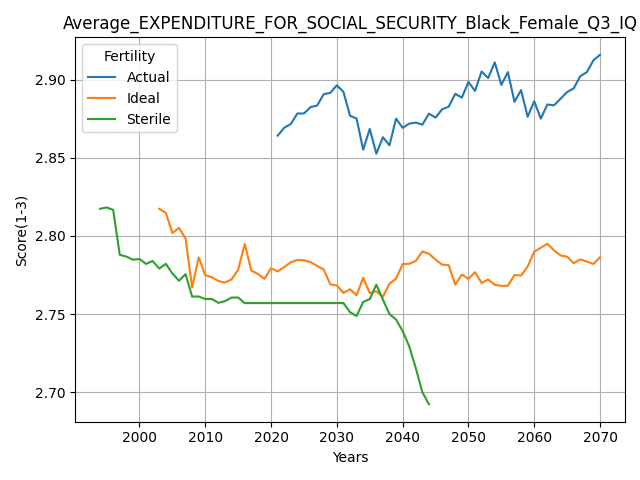 Average_EXPENDITURE_FOR_SOCIAL_SECURITY_Black_Female_Q3_IQ
Fertility
Actual
Ideal
Sterile
Score(1-3)
2.90
2.85
2.80
2.75
2.70
2000 2010 2020 2030 2040 2050 2060 2070
Years